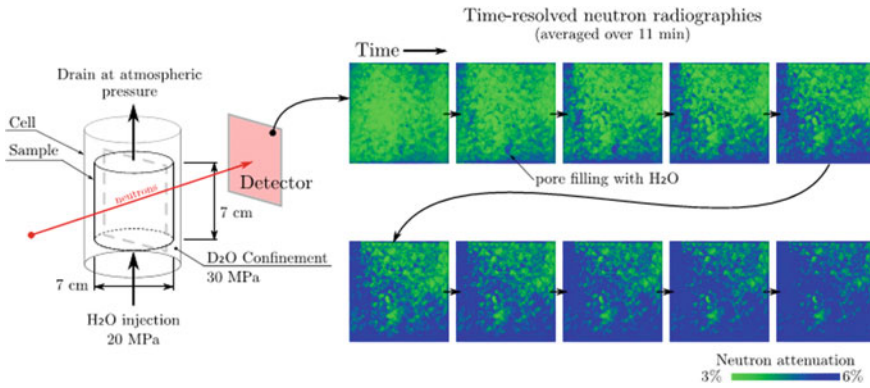 Time-resolved neutron radiographies
(averaged over 11 min)
Time
Drain at atmospheric
pressure
Cell
Sample
neutrons
Detector
7 cm
D2O Confinement
30 MPa
7 cm
H2O injection
20 MPa
pore filling with H2O
Neutron attenuation
3% 6%